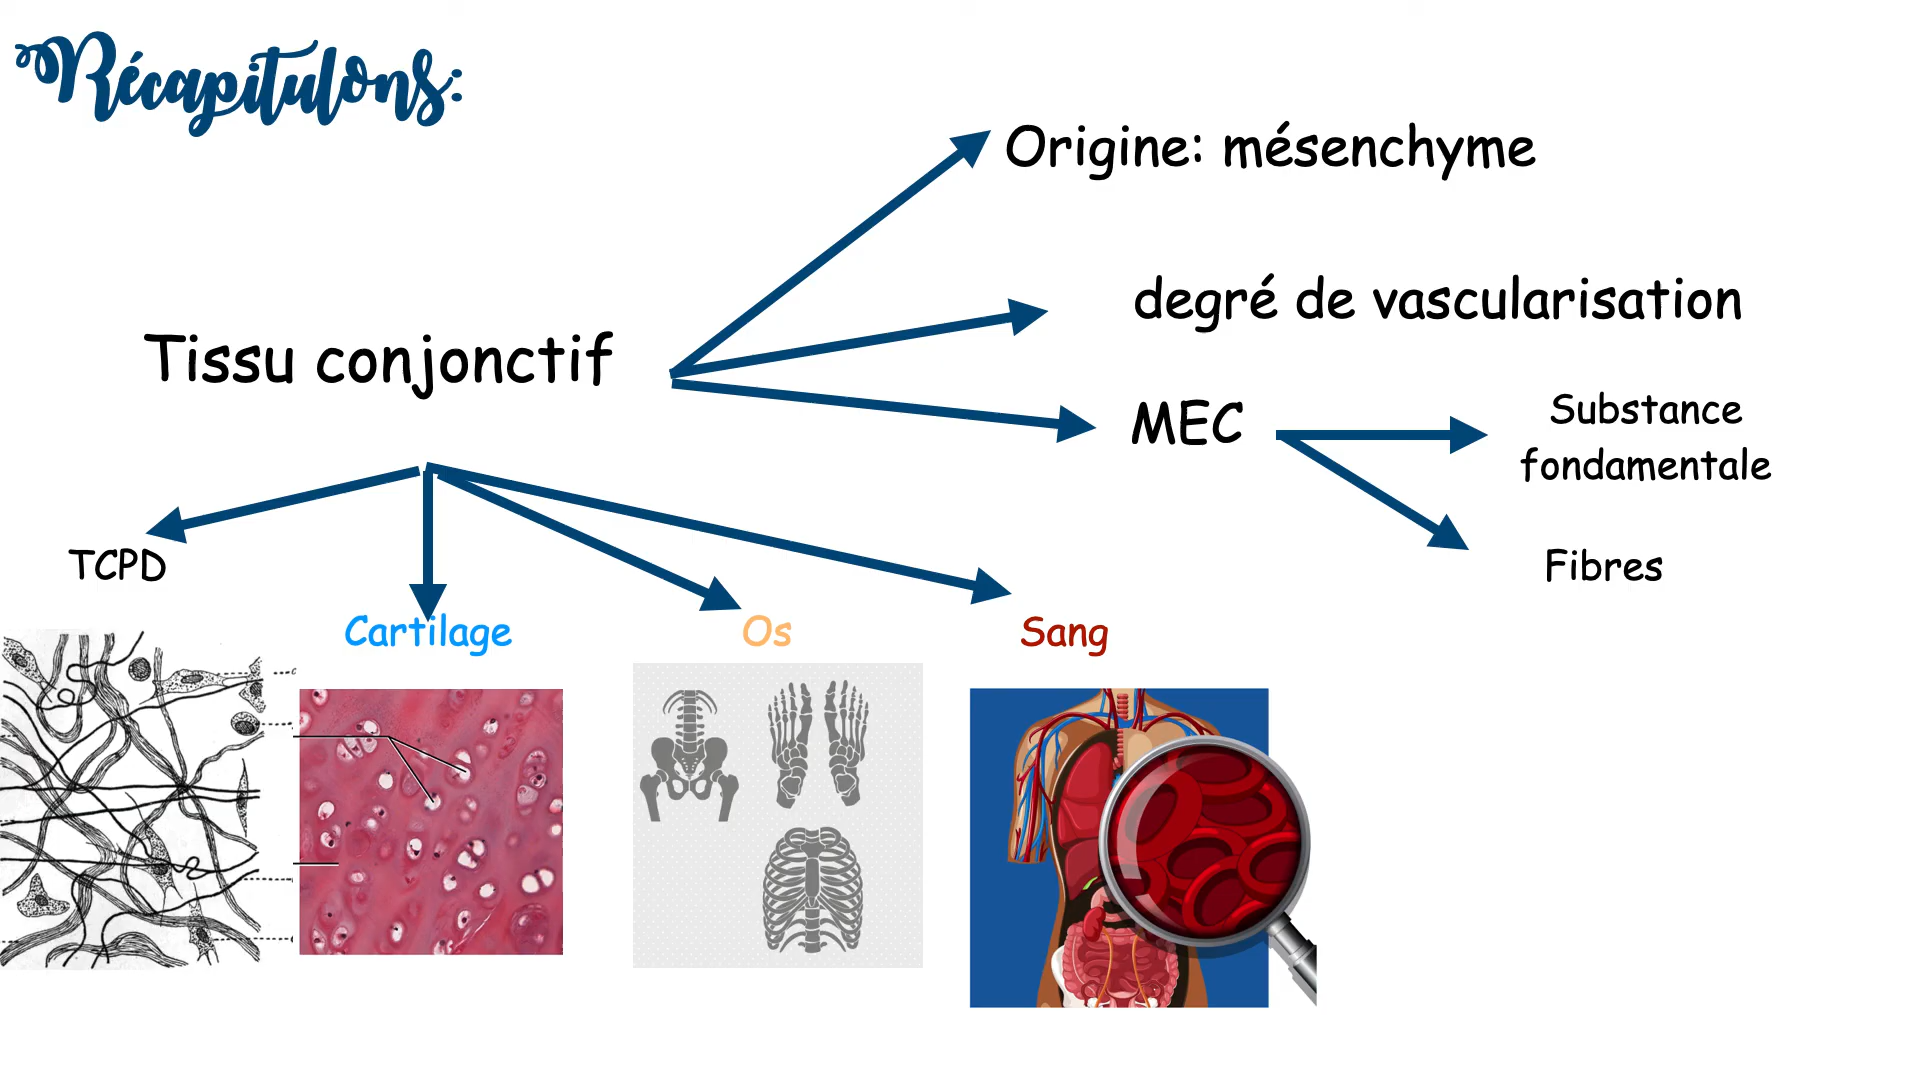 Récapitulons:
Origine: mésenchyme
degré de vascularisation
Tissu conjonctif
MEC
Substance
fondamentale
Fibres
TCPD
Cartilage
Os
Sang